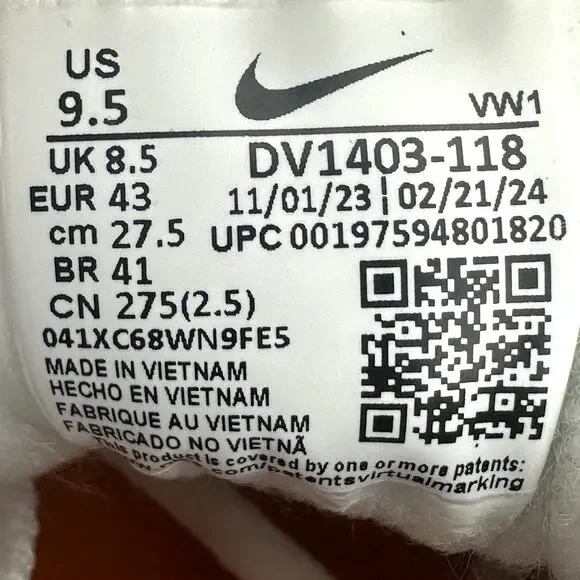 US
9.5
VW1
UK 8.5
DV1403-118
EUR 43
11/01/23 | 02/21/24
cm 27.5
UPC 00197594801820
BR 41
CN 275(2.5)
041XC68WN9FE5
MADE IN VIETNAM
HECHO EN VIETNAM
FABRIQUE AU VIETNAM
FABRICADO NO VIETNÃ
This product is covered by one or more patents: